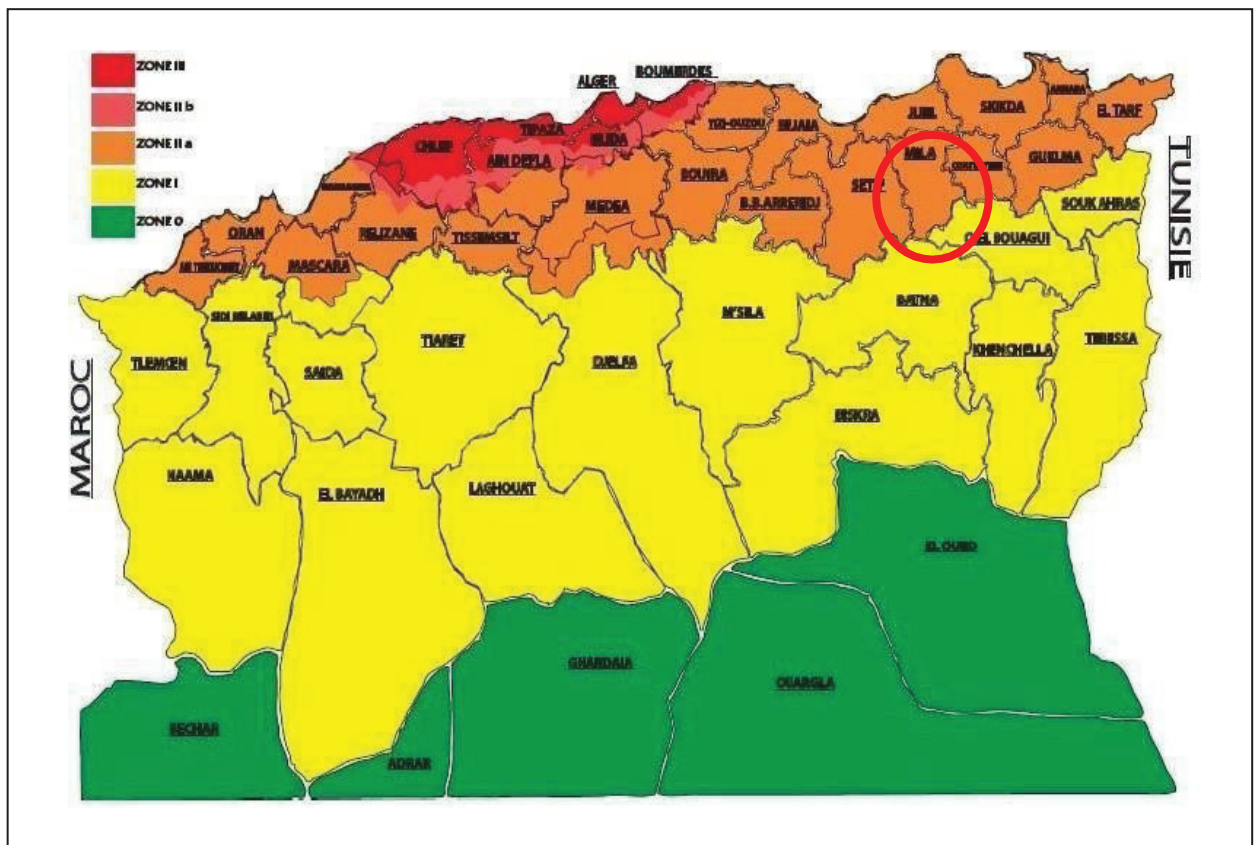 ZONE III
ZONE II b
ZONE II a
ZONE I
ZONE 0
ALGER
BOUMERDES
TIPAZA
BLIDA
CHLEF
AIN DEFLA
TIZI-OUZOU
BEJAIA
JIJEL
SKIKDA
ANNABA
EL TARF
MILA
GUELMA
BOUIRA
SETIF
B.B.ARRERIDJ
SOUK AHRAS
MEDEA
ORAN
RELIZANE
TISSEMSILT
MASCARA
EL BOUAGUI
TUNISIE
SIDI BELABES
TLEMCEN
SAIDA
TIARET
DJELFA
M'SILA
BATNA
KHENCHELLA
TEBESSA
BISKRA
MAROC
NAAMA
EL BAYADH
LAGHOUAT
EL OUED
GHARDAIA
OUARGLA
BECHAR
ADRAR